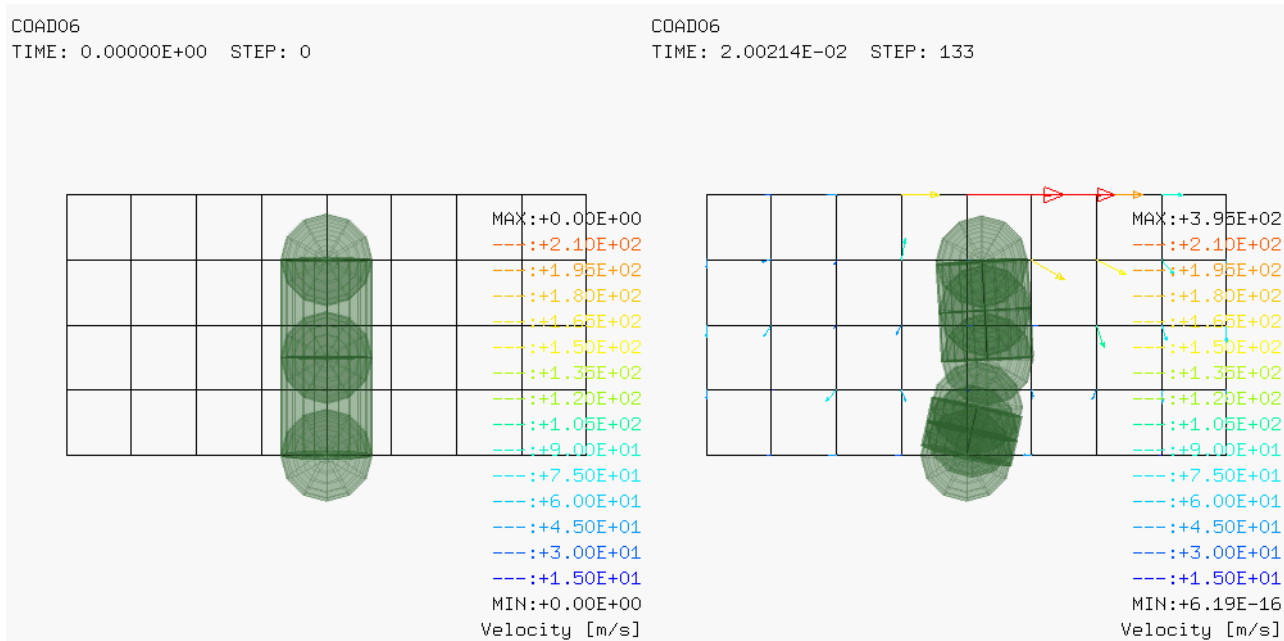 COAD06
TIME: 0.00000E+00 STEP: 0
MAX:+0.00E+00
---:+2.10E+02
---:+1.95E+02
---:+1.80E+02
---:+1.65E+02
---:+1.50E+02
---:+1.35E+02
---:+1.20E+02
---:+1.05E+02
---:+9.00E+01
---:+7.50E+01
---:+6.00E+01
---:+4.50E+01
---:+3.00E+01
---:+1.50E+01
MIN:+0.00E+00
Velocity [m/s]
COAD06
TIME: 2.00214E-02 STEP: 133
MAX:+3.95E+02
---:+2.10E+02
---:+1.95E+02
---:+1.80E+02
---:+1.65E+02
---:+1.50E+02
---:+1.35E+02
---:+1.20E+02
---:+1.05E+02
---:+9.00E+01
---:+7.50E+01
---:+6.00E+01
---:+4.50E+01
---:+3.00E+01
---:+1.50E+01
MIN:+6.19E-16
Velocity [m/s]